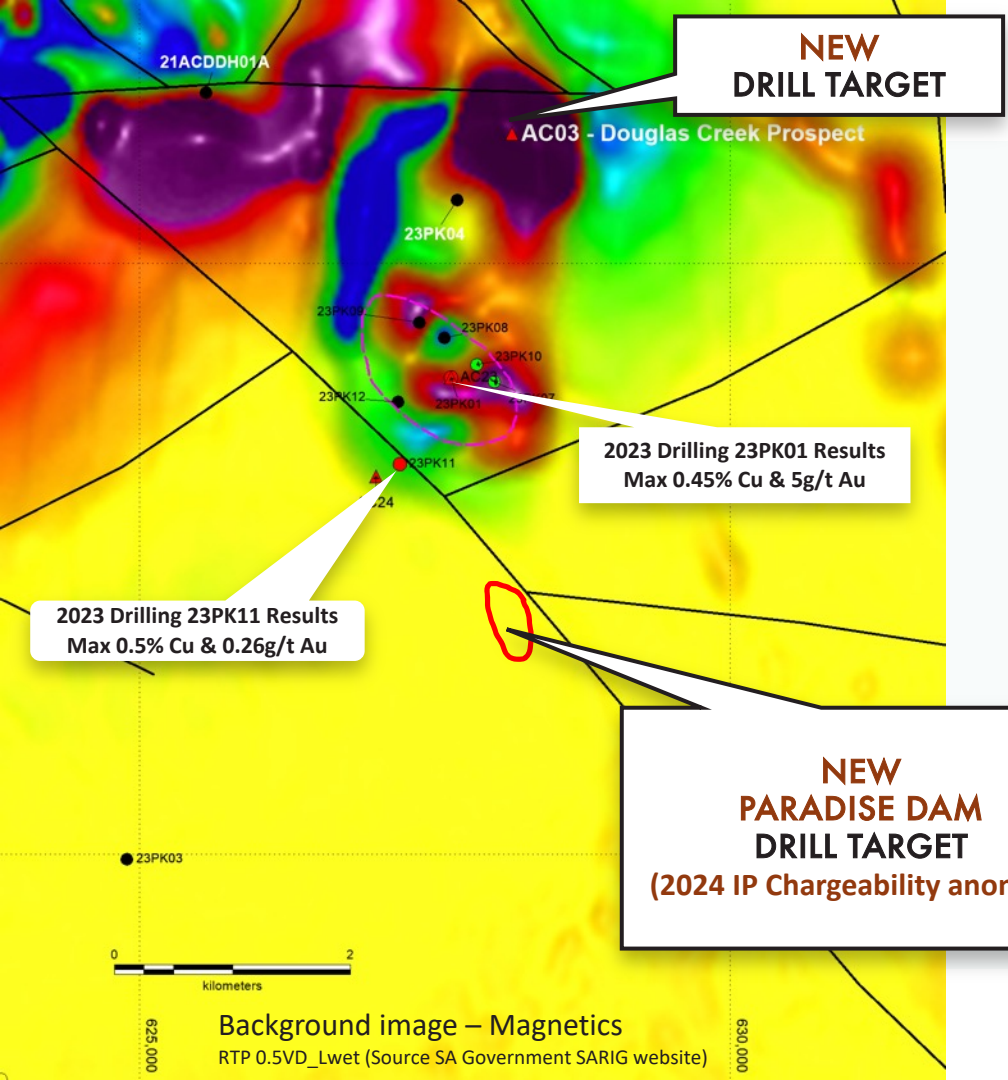 NEW
DRILL TARGET
21ACDDH01A
AC03 - Douglas Creek Prospect
23PK04
23PK09
23PK08
23PK10
23PK12
23PK01
23PK11
2023 Drilling 23PK01 Results
Max 0.45% Cu & 5g/t Au
2023 Drilling 23PK11 Results
Max 0.5% Cu & 0.26g/t Au
NEW
PARADISE DAM
DRILL TARGET
(2024 IP Chargeability
23PK03
0 2
kilometers
625,000
630,000
Background image – Magnetics
RTP 0.5VD_Lwet (Source SA Government SARIG website)